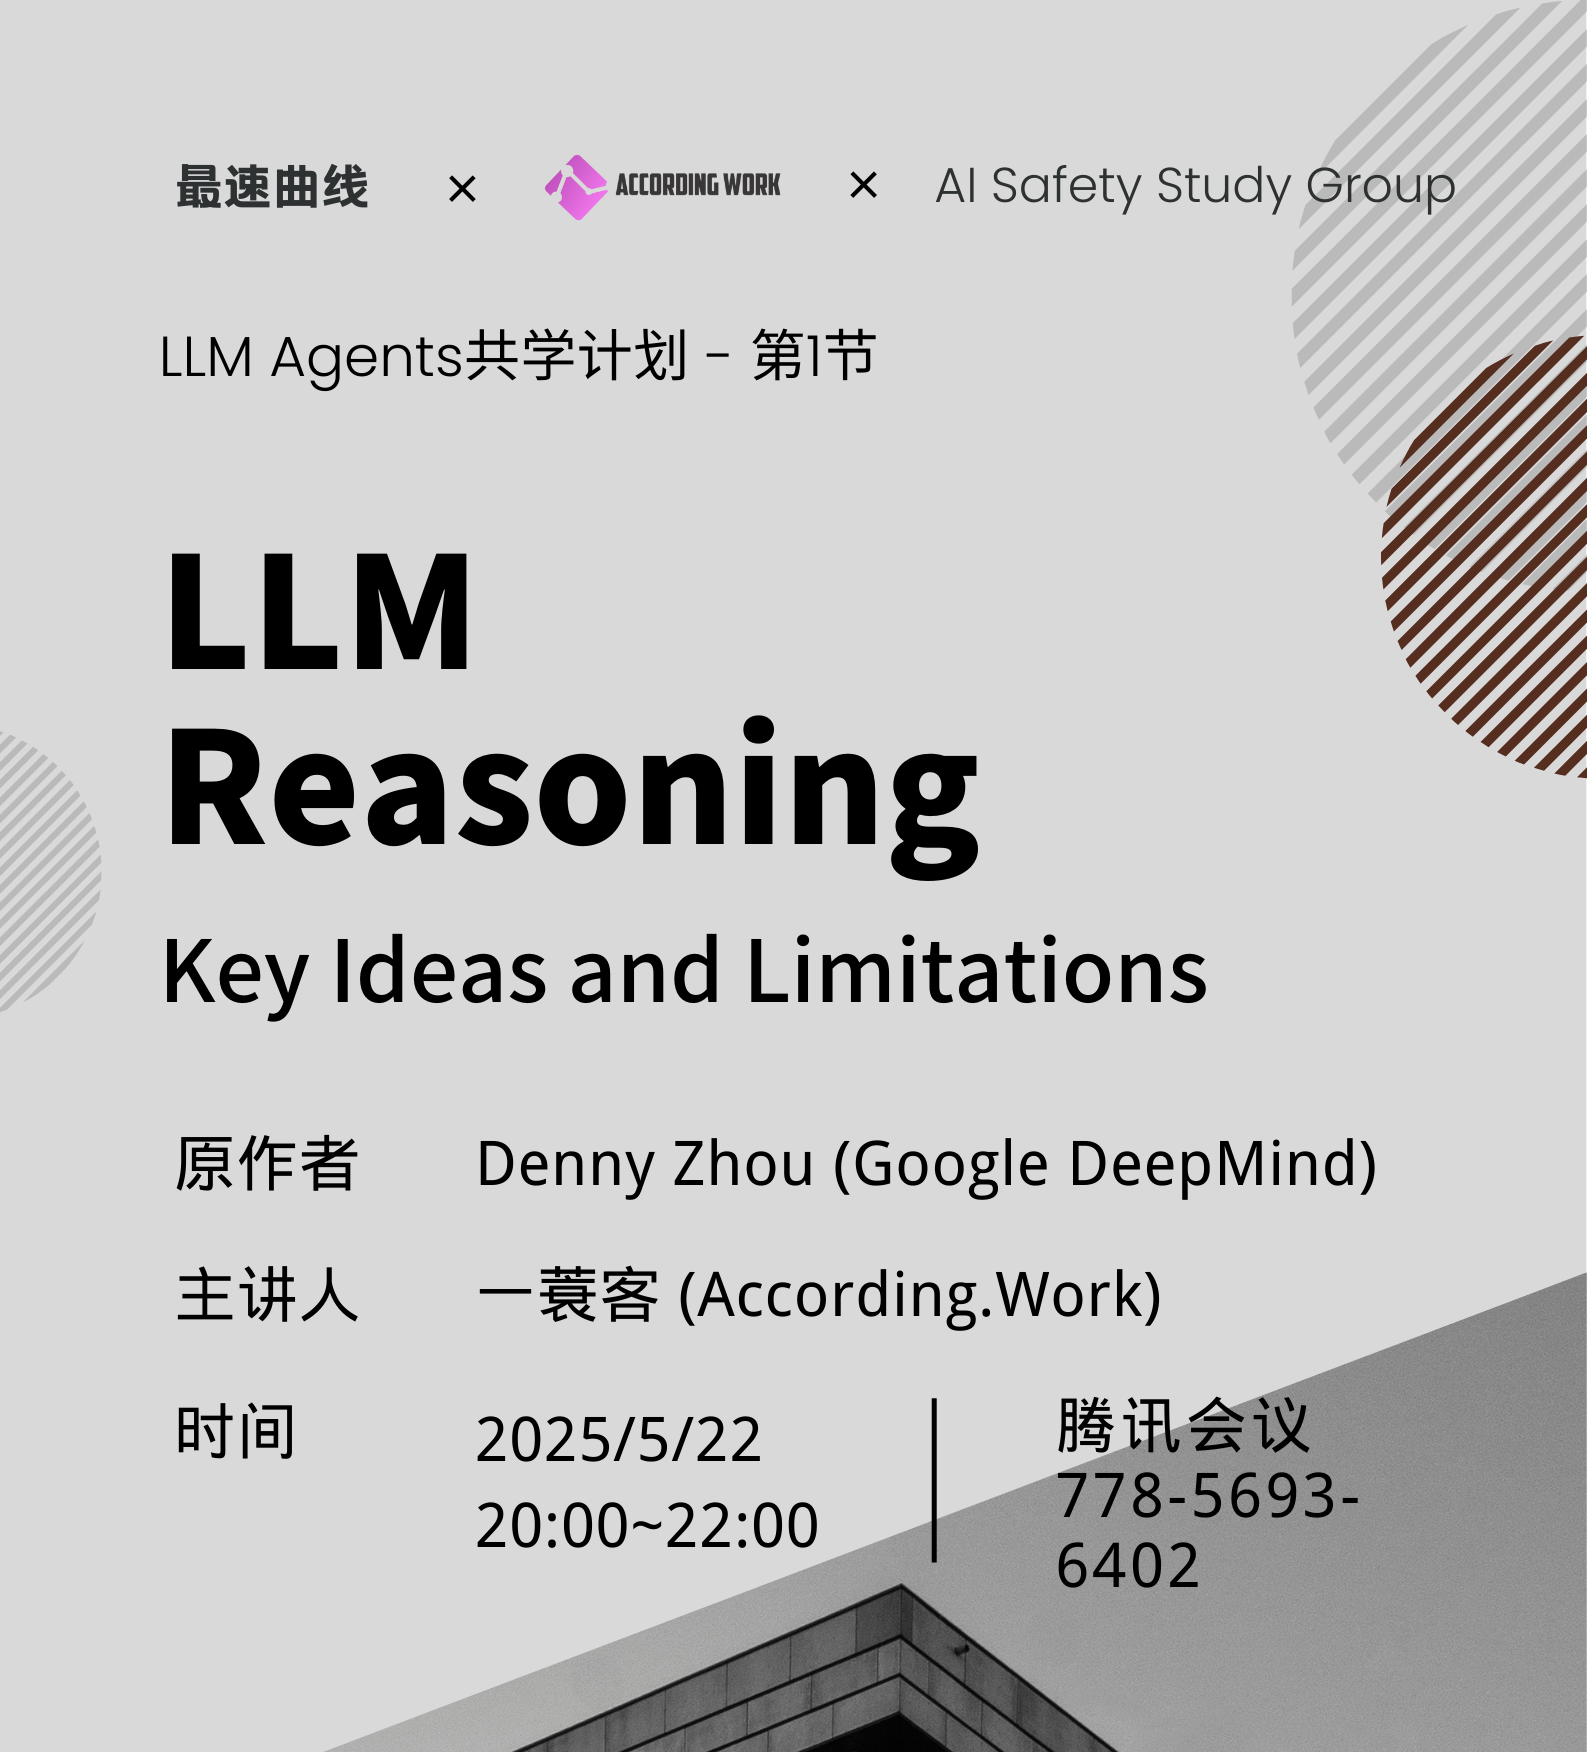 最速曲线 × ACCORDING WORK × AI Safety Study Group
LLM Agents共学计划 - 第1节
LLM
Reasoning
Key Ideas and Limitations
原作者 Denny Zhou (Google DeepMind)
主讲人 一蓑客 (According.Work)
时间
2025/5/22
20:00~22:00
腾讯会议
778-5693-
6402